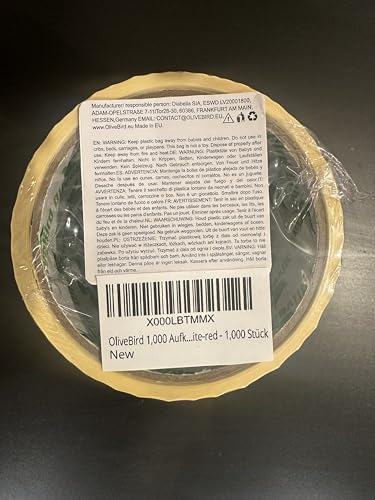 Manufacturer/ responsible person: Diabella SIA, ESWD LV20001800,
ADAM-OPELSTRAßE 7-11/Tor28-30, 60386, FRANKFURT AM MAIN,
HESSEN,Germany EMAIL: CONTACT@OLIVEBIRD.EU
www.OliveBird.eu Made in EU.
EN: WARNING: Keep plastic bag away from babies and children. Do not use in
cribs, beds, carriages, or playpens. This bag is not a toy. Dispose of properly after
use. Keep away from fire and heat.DE: WARNUNG: Plastiktüte von Babys und
Kindern fernhalten. Nicht in Krippen, Betten, Kinderwagen oder Laufställen
verwenden. Kein Spielzeug. Nach Gebrauch entsorgen. Von Feuer und Hitze
fernhalten ES: ADVERTENCIA: Mantenga la bolsa de plástico alejada de bebés y
niños. No la use en cunas, camas, cochecitos ni corralitos. No es un juguete.
Deseche después de usar. Mantener alejada del fuego y del calor.IT:
AVVERTENZA: Tenere il sacchetto di plastica lontano da neonati e bambini. Non
usare in culle, letti, carrozzine o box. Non è un giocattolo. Smaltire dopo l'uso.
Tenere lontano da fuoco e calore FR: AVERTISSEMENT: Tenir le sac en plastique
à l'écart des bébés et des enfants. Ne pas utiliser dans les berceaux, lits,
carrosses ou les parcs d'enfants. Pas un jouet. Éliminer après usage. Tenir à l'écart
du feu et de la chaleur.NL: WAARSCHUWING: Houd plastic zak uit de buurt van
baby's en kinderen. Niet gebruiken in wiegen, bedden, kinderwagens of boxen.
Deze zak is geen speelgoed. Na gebruik weggooien. Uit de buurt van vuur en hitte
houden.PL: OSTRZEŻENIE: Trzymać plastikową torbę z dala od niemowląt i
dzieci. Nie używać w łóżeczkach, łóżkach, wózkach ani kojcach. Ta torba to nie
zabawka. Po użyciu wyrzuć. Trzymać z dala od ognia i ciepła SV: WARNING: Håll
plastpåse borta från spädbarn och barn. Använd inte i spjälsängar, sängar, vagnar
eller lekhagar. Denna påse är ingen leksak. Kassera efter användning. Håll borta
från eld och värme.
X000LBTMMX
OliveBird 1,000 Aufk...ite-red - 1,000 Stück
New